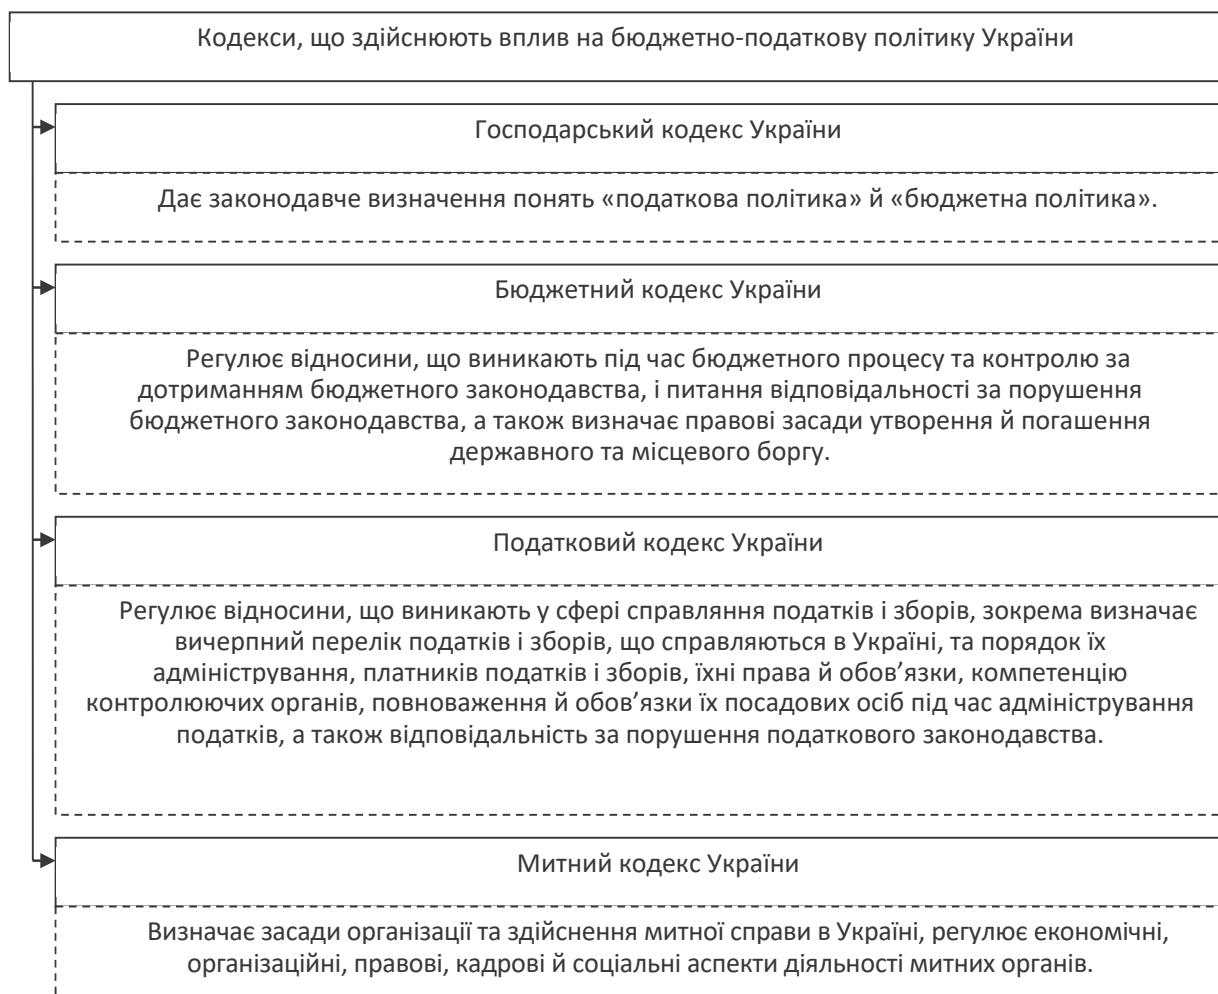 Кодекси, що здійснюють вплив на бюджетно-податкову політику України
Господарський кодекс України
Дає законодавче визначення понять «податкова політика» й «бюджетна політика».
Бюджетний кодекс України
Регулює відносини, що виникають під час бюджетного процесу та контролю за
дотриманням бюджетного законодавства, і питання відповідальності за порушення
бюджетного законодавства, а також визначає правові засади утворення й погашення
державного та місцевого боргу.
Податковий кодекс України
Регулює відносини, що виникають у сфері справляння податків і зборів, зокрема визначає
вичерпний перелік податків і зборів, що справляються в Україні, та порядок їх
адміністрування, платників податків і зборів, їхні права й обов’язки, компетенцію
контролюючих органів, повноваження й обов’язки їх посадових осіб під час адміністрування
податків, а також відповідальність за порушення податкового законодавства.
Митний кодекс України
Визначає засади організації та здійснення митної справи в Україні, регулює економічні,
організаційні, правові, кадрові й соціальні аспекти діяльності митних органів.